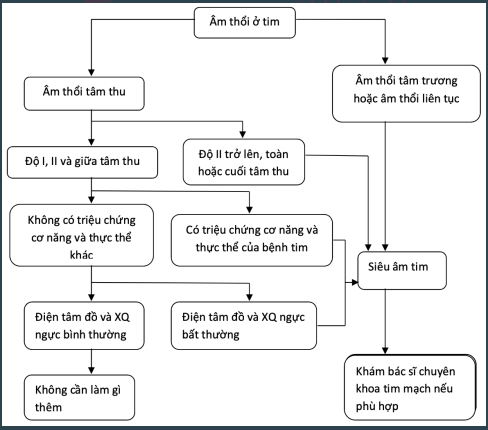 Âm thổi ở tim
Âm thổi tâm thu
Âm thổi tâm trương
hoặc âm thổi liên tục
Độ I, II và giữa tâm thu
Độ II trở lên, toàn
hoặc cuối tâm thu
Không có triệu chứng
cơ năng và thực thể
khác
Có triệu chứng cơ năng và
thực thể của bệnh tim
Siêu âm tim
Điện tâm đồ và XQ
ngực bình thường
Điện tâm đồ và XQ ngực
bất thường
Không cần làm gì
thêm
Khám bác sĩ chuyên
khoa tim mạch nếu
phù hợp